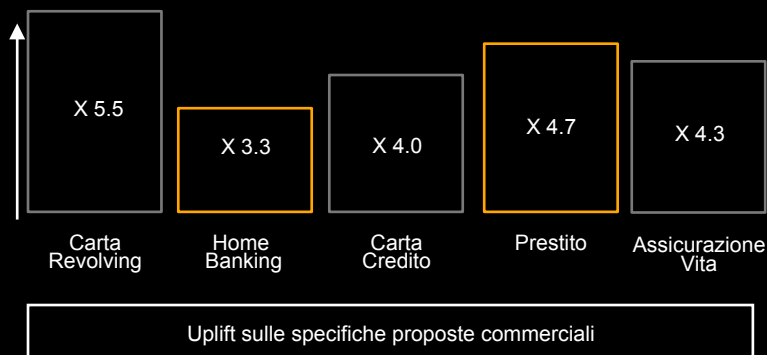 X 5.5
X 3.3
X 4.0
X 4.7
X 4.3
Carta
Revolving
Home
Banking
Carta
Credito
Prestito
Assicurazione
Vita
Uplift sulle specifiche proposte commerciali